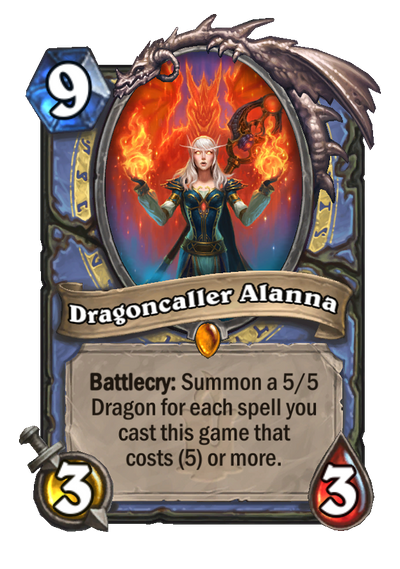 9
Dragoncaller Alanna
Battlecry: Summon a 5/5
Dragon for each spell you
cast this game that
costs (5) or more.
3
3